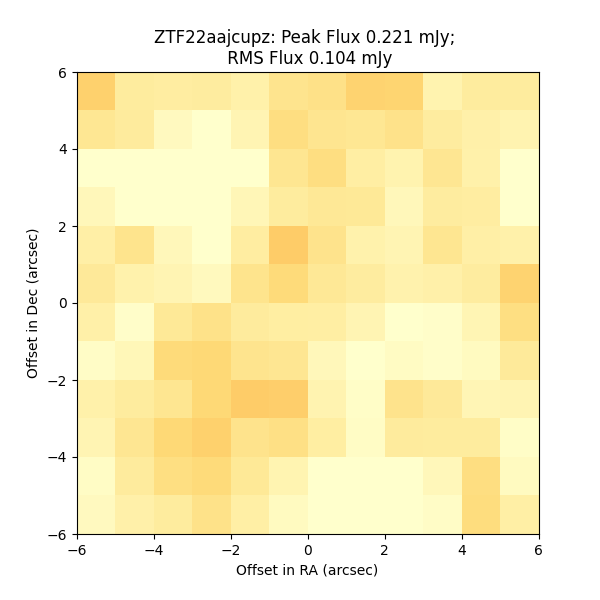 ZTF22aajcupz: Peak Flux 0.221 mJy;
RMS Flux 0.104 mJy
6
4
2
0
−2
−4
−6
Offset in Dec (arcsec)
−6 −4 −2 0 2 4 6
Offset in RA (arcsec)